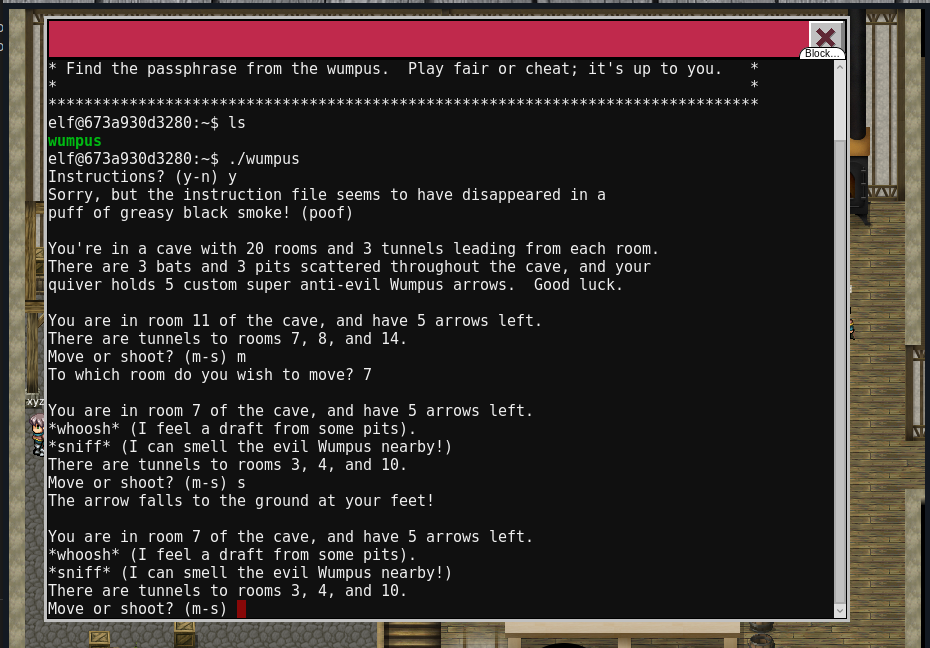 Block...
* Find the passphrase from the wumpus.  Play fair or cheat; it's up to you.   *
*                                                                             *
*******************************************************************************
elf@673a930d3280:~$ ls
wumpus
elf@673a930d3280:~$ ./wumpus
Instructions? (y-n) y
Sorry, but the instruction file seems to have disappeared in a
puff of greasy black smoke! (poof)
You're in a cave with 20 rooms and 3 tunnels leading from each room.
There are 3 bats and 3 pits scattered throughout the cave, and your
quiver holds 5 custom super anti-evil Wumpus arrows.  Good luck.
You are in room 11 of the cave, and have 5 arrows left.
There are tunnels to rooms 7, 8, and 14.
Move or shoot? (m-s) m
To which room do you wish to move? 7
You are in room 7 of the cave, and have 5 arrows left.
*whoosh* (I feel a draft from some pits).
*sniff* (I can smell the evil Wumpus nearby!)
There are tunnels to rooms 3, 4, and 10.
Move or shoot? (m-s) s
The arrow falls to the ground at your feet!
You are in room 7 of the cave, and have 5 arrows left.
*whoosh* (I feel a draft from some pits).
*sniff* (I can smell the evil Wumpus nearby!)
There are tunnels to rooms 3, 4, and 10.
Move or shoot? (m-s)
xyz